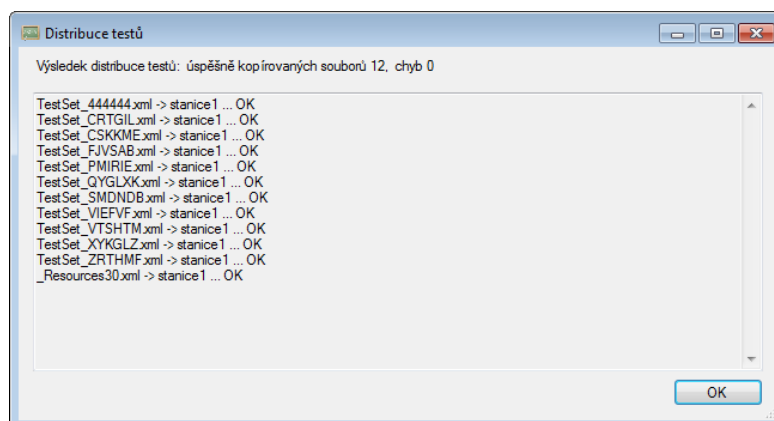 Distribuce testů
Výsledek distribuce testů: úspěšně kopírovaných souborů 12, chyb 0
TestSet_444444.xml -> stanice1 ... OK
TestSet_CRTGIL.xml -> stanice1 ... OK
TestSet_CSKKME.xml -> stanice1 ... OK
TestSet_FJVSAB.xml -> stanice1 ... OK
TestSet_PMIRIE.xml -> stanice1 ... OK
TestSet_QYGLXK.xml -> stanice1 ... OK
TestSet_SMDNDB.xml -> stanice1 ... OK
TestSet_VIEFVF.xml -> stanice1 ... OK
TestSet_VTSHTM.xml -> stanice1 ... OK
TestSet_XYKGLZ.xml -> stanice1 ... OK
TestSet_ZRTHMF.xml -> stanice1 ... OK
_Resources30.xml -> stanice1 ... OK
OK